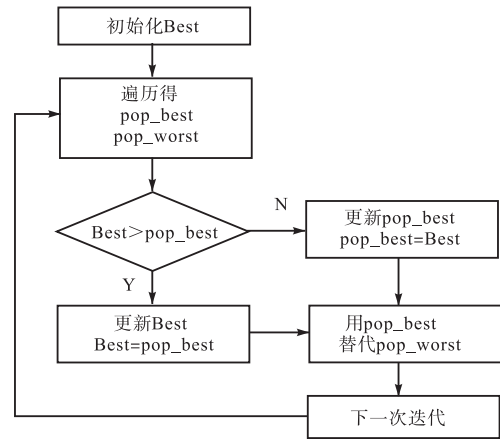 初始化Best
遍历得
pop_best
pop_worst
Best＞pop_best
N
更新pop_best
pop_best=Best
Y
更新Best
Best=pop_best
用pop_best
替代pop_worst
下一次迭代